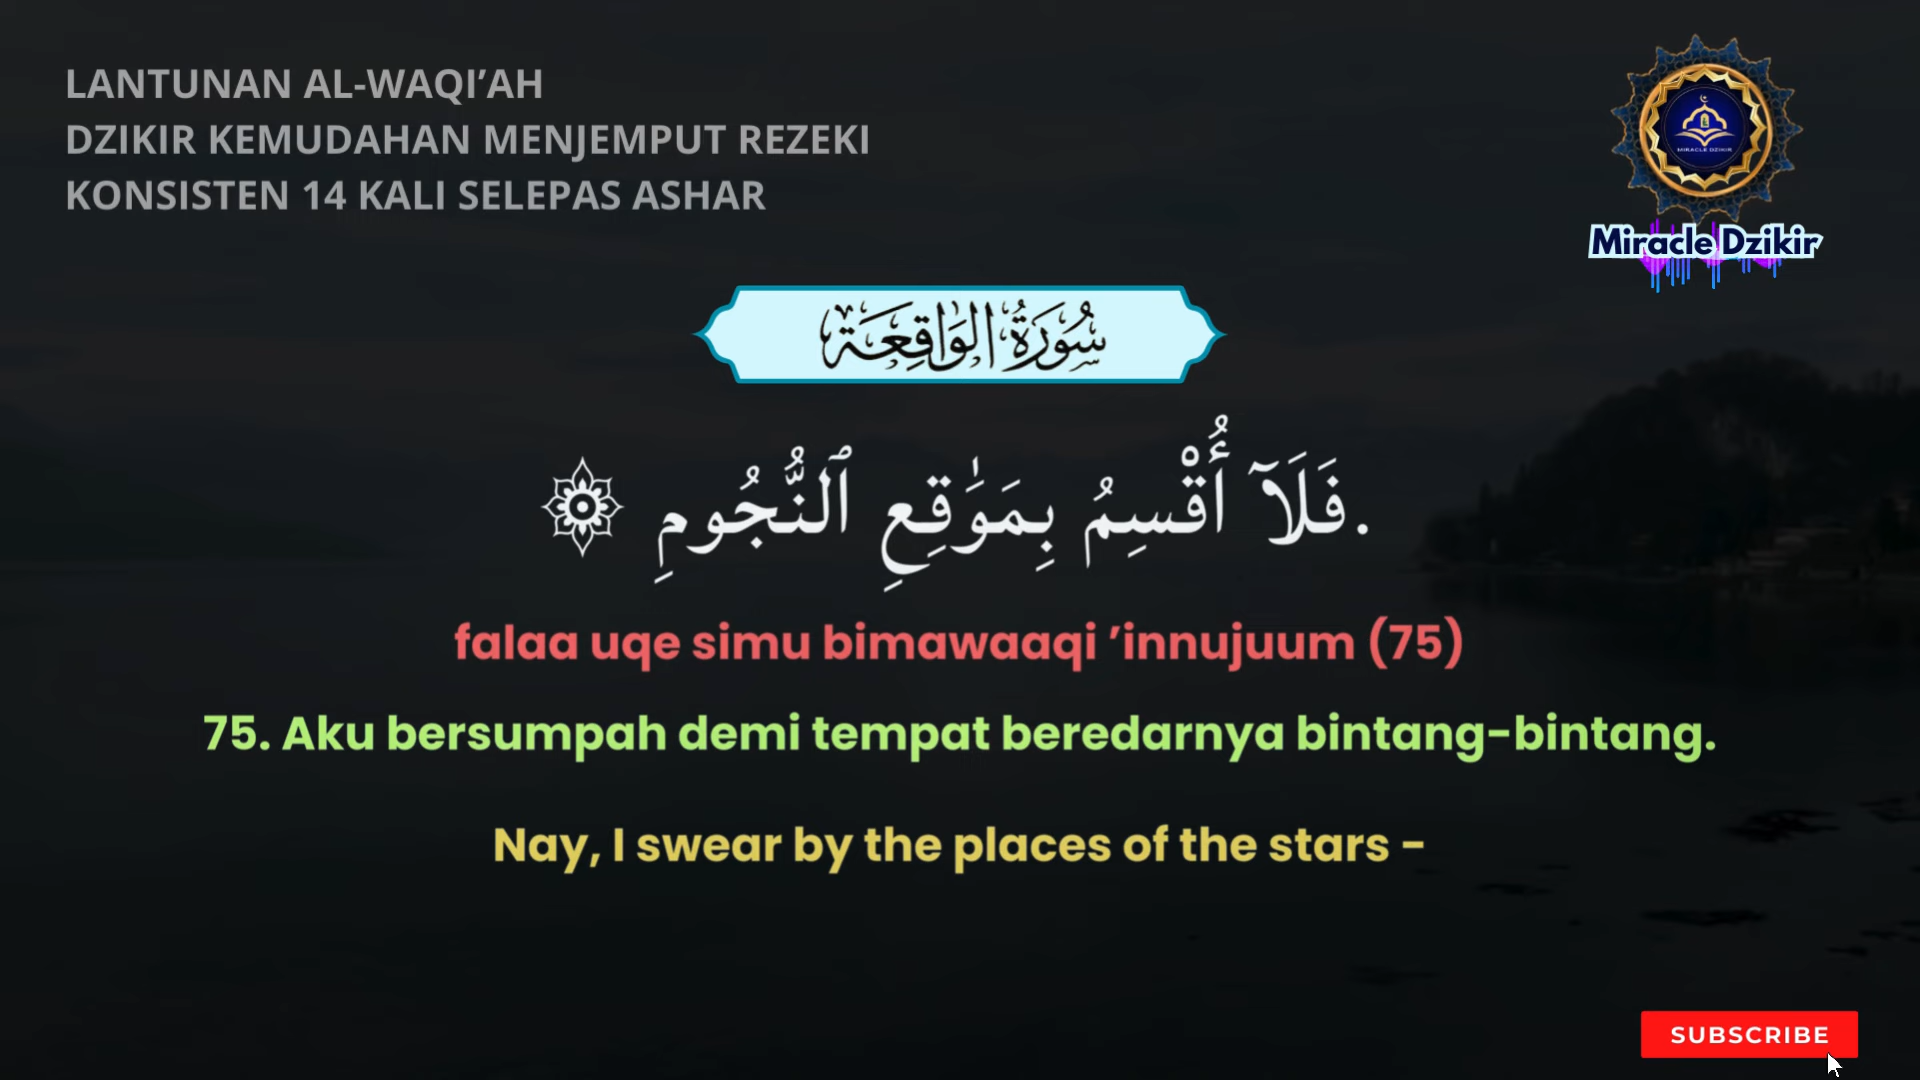 LANTUNAN AL-WAQI’AH
DZIKIR KEMUDAHAN MENJEMPUT REZEKI
KONSISTEN 14 KALI SELEPAS ASHAR
MIRACLE DZIKIR
Miracle Dzikir
سُورَةُ الوَاقِعَة
.فَلَآ أُقْسِمُ بِمَوَٰقِعِ ٱلنُّجُومِ ۞
falaa uqe simu bimawaaqi ’innujuum (75)
75. Aku bersumpah demi tempat beredarnya bintang-bintang.
Nay, I swear by the places of the stars -
SUBSCRIBE